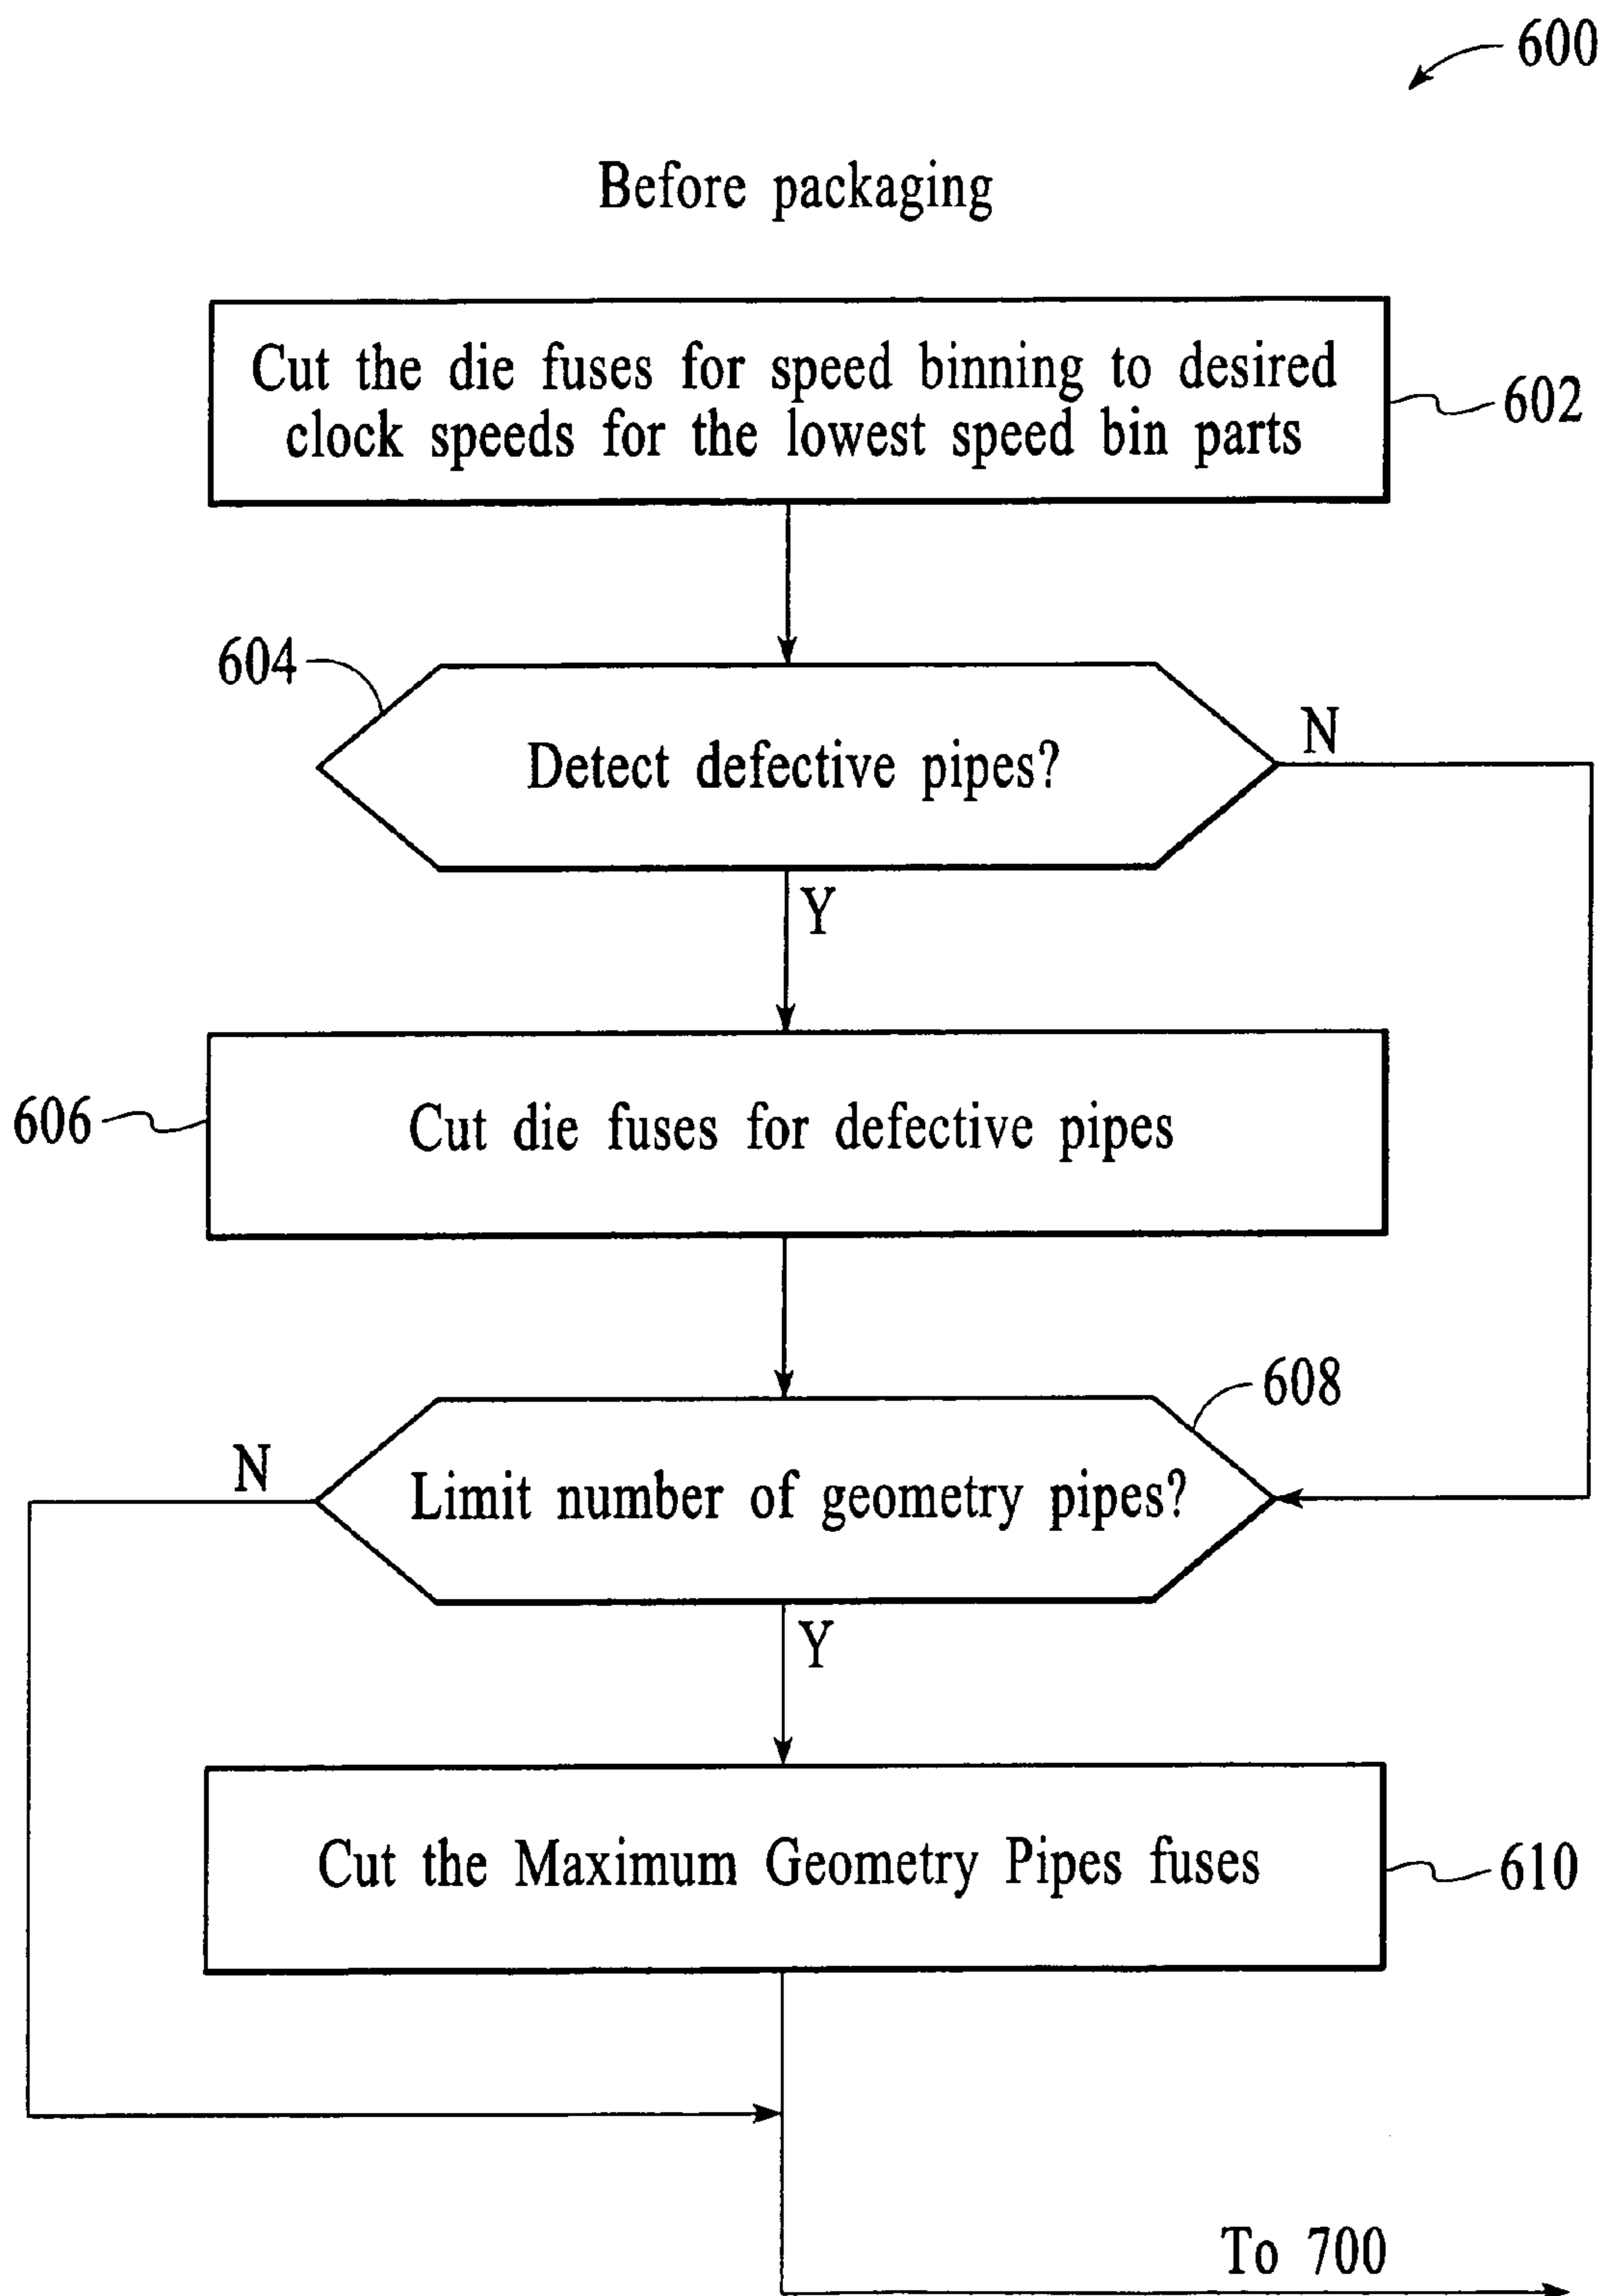 600
Before packaging
Cut the die fuses for speed binning to desired
clock speeds for the lowest speed bin parts
602
604
Detect defective pipes?
N
Y
606
Cut die fuses for defective pipes
608
N
Limit number of geometry pipes?
Y
Cut the Maximum Geometry Pipes fuses
610
To 700